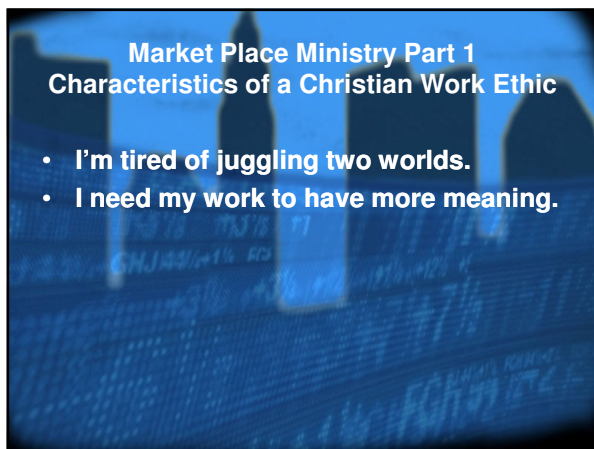 Market Place Ministry Part 1
Characteristics of a Christian Work Ethic
• I'm tired of juggling two worlds.
• I need my work to have more meaning.